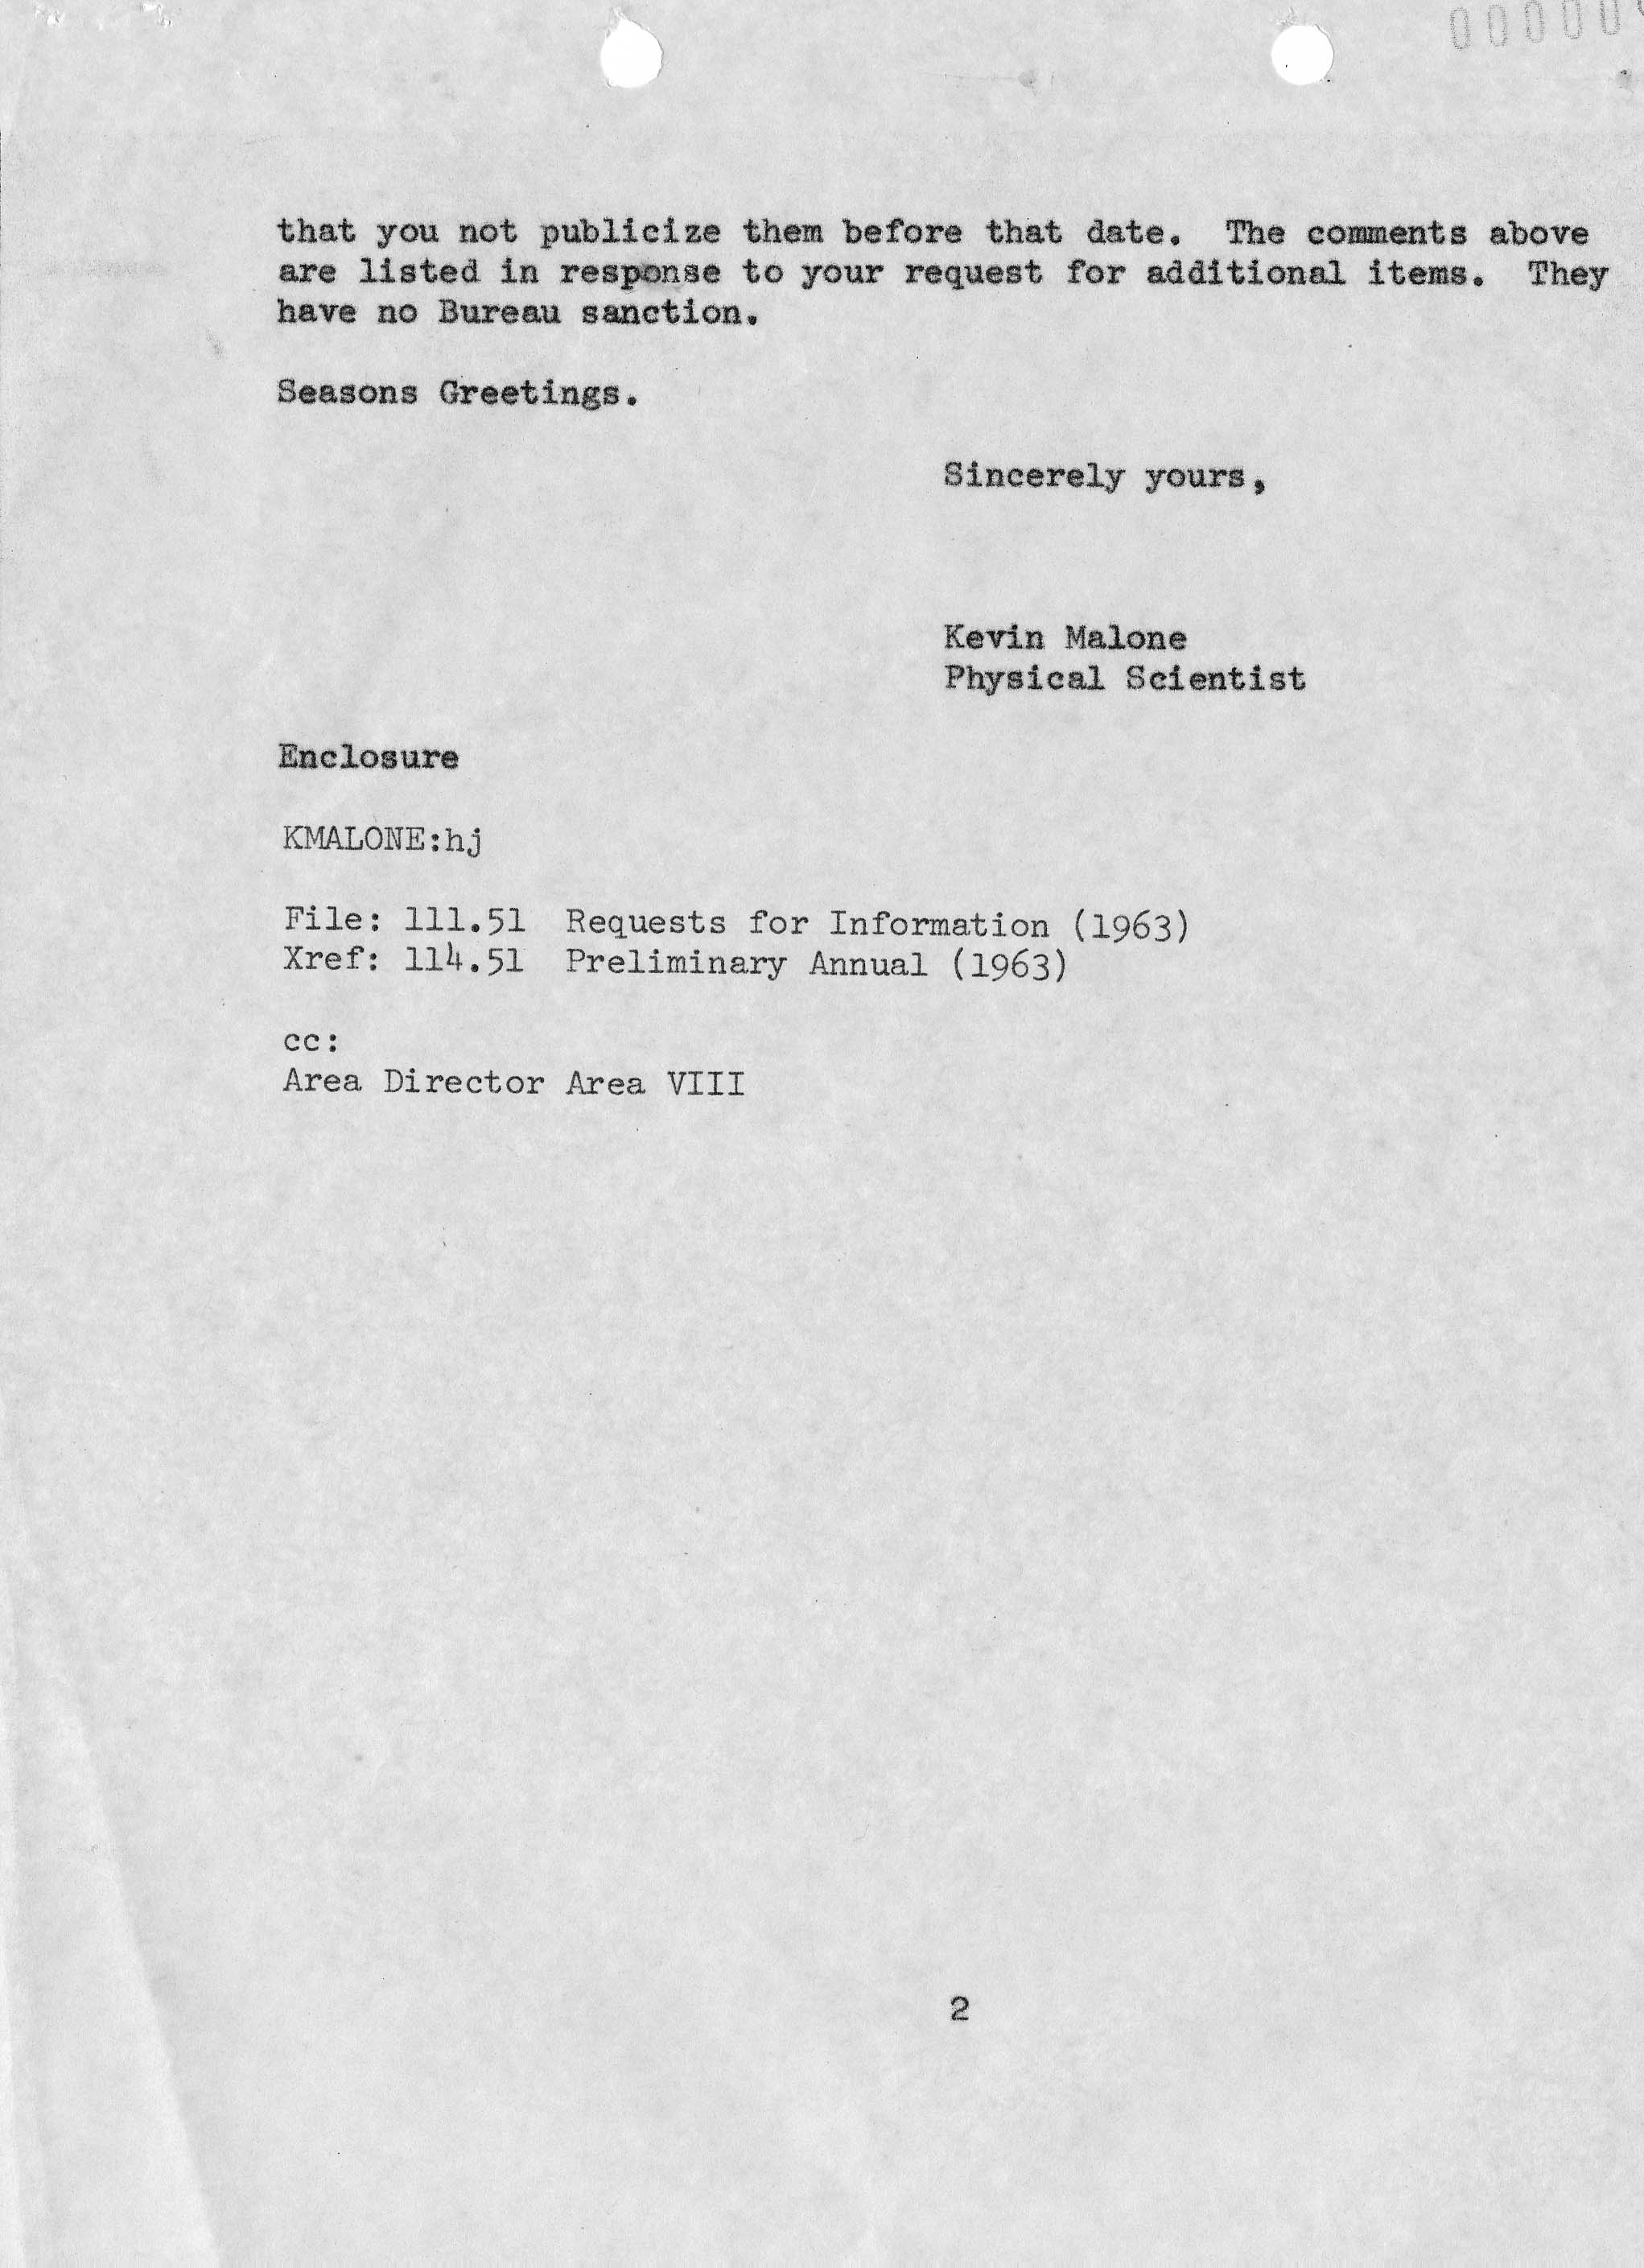 00000
that you not publicize them before that date. The comments above
are listed in response to your request for additional items. They
have no Bureau sanction.
Seasons Greetings.
Sincerely yours,
Kevin Malone
Physical Scientist
Enclosure
KMALONE:hj
File: 111.51 Requests for Information (1963)
Xref: 114.51 Preliminary Annual (1963)
cc:
Area Director Area VIII
2